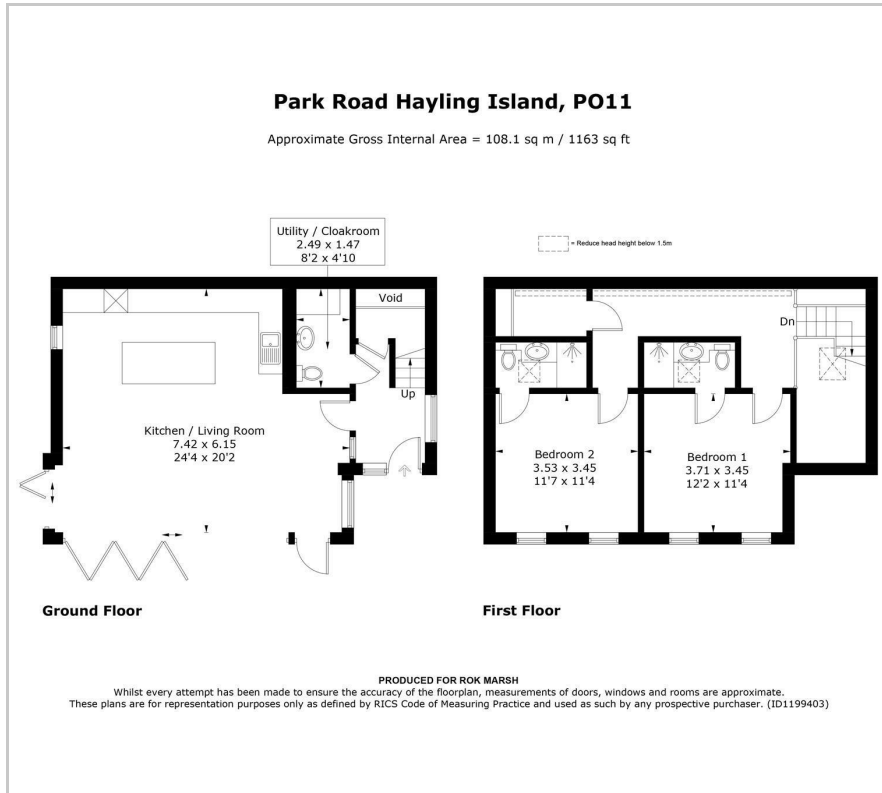 Park Road Hayling Island, PO11
Approximate Gross Internal Area = 108.1 sq m / 1163 sq ft
Utility / Cloakroom
2.49 x 1.47
8'2 x 4'10
= Reduce head height below 1.5m
Void
Up
Kitchen / Living Room
7.42 x 6.15
24'4 x 20'2
Dn
Bedroom 2
3.53 x 3.45
11'7 x 11'4
Bedroom 1
3.71 x 3.45
12'2 x 11'4
Ground Floor
First Floor
PRODUCED FOR ROK MARSH
Whilst every attempt has been made to ensure the accuracy of the floorplan, measurements of doors, windows and rooms are approximate.
These plans are for representation purposes only as defined by RICS Code of Measuring Practice and used as such by any prospective purchaser. (ID1199403)